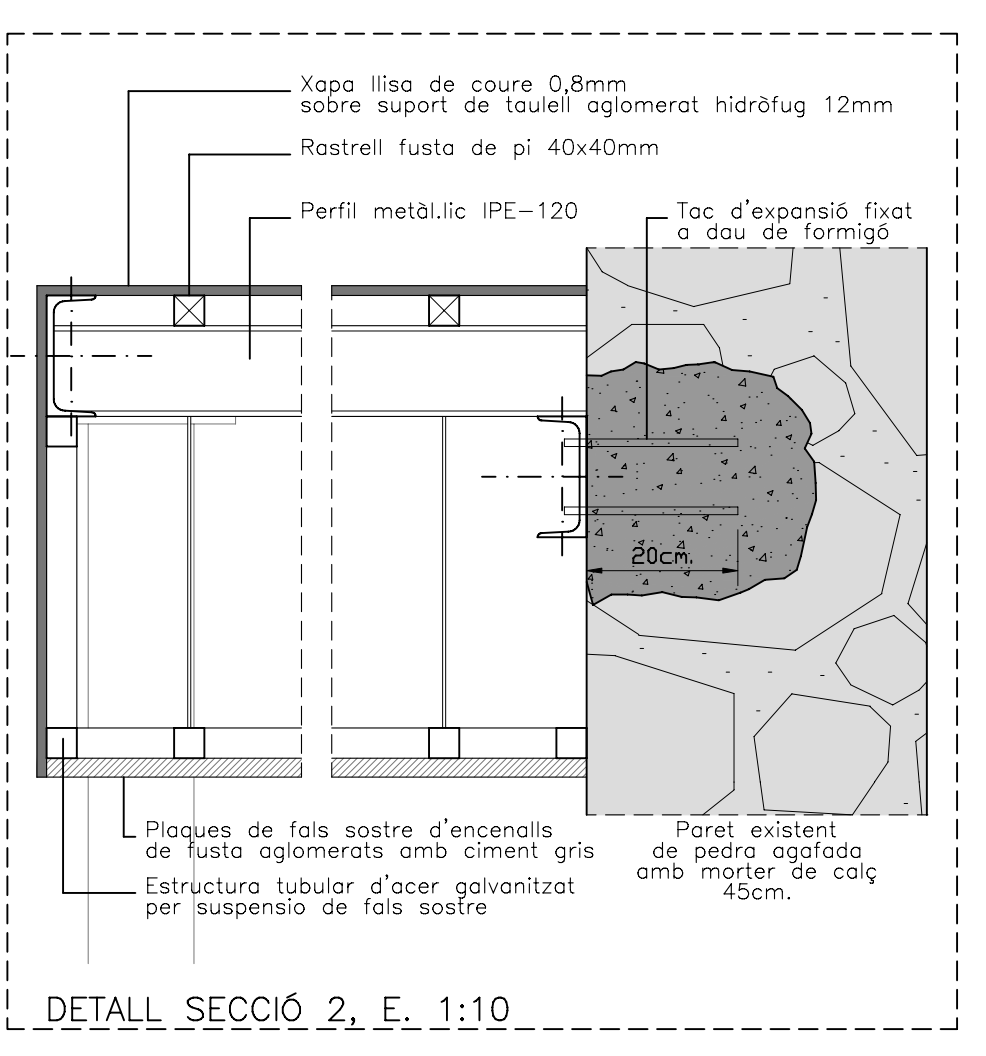 Xapa llisa de coure 0,8mm
sobre suport de taulell aglomerat hidròfug 12mm
Rastrell fusta de pi 40x40mm
Perfil metàl.lic IPE-120
Tac d'expansió fixat
a dau de formigó
20cm.
Plaques de fals sostre d'encenalls
de fusta aglomerats amb ciment gris
Estructura tubular d'acer galvanitzat
per suspensio de fals sostre
Paret existent
de pedra agafada
amb morter de calç
45cm.
DETALL SECCIÓ 2, E. 1:10